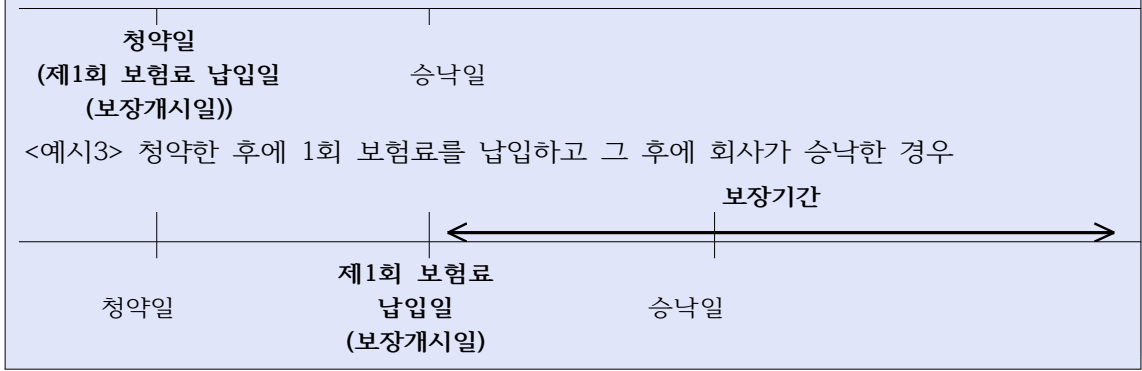 청약일
(제1회 보험료 납입일
(보장개시일))
승낙일
<예시3> 청약한 후에 1회 보험료를 납입하고 그 후에 회사가 승낙한 경우
보장기간
청약일
제1회 보험료
납입일
(보장개시일)
승낙일